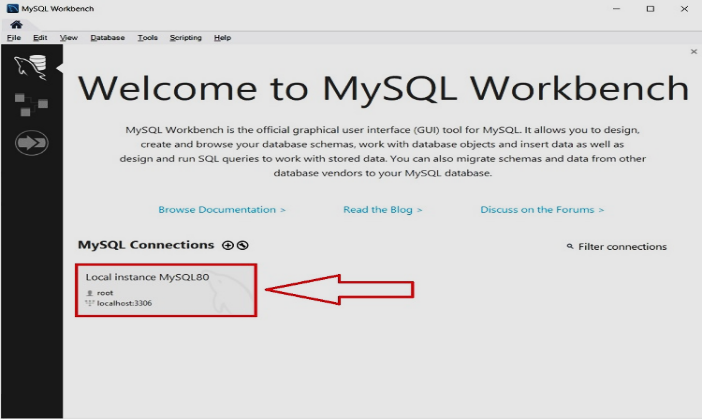 MySQL Workbench
File Edit View Database Tools Scripting Help
Welcome to MySQL Workbench
MySQL Workbench is the official graphical user interface (GUI) tool for MySQL. It allows you to design,
create and browse your database schemas, work with database objects and insert data as well as
design and run SQL queries to work with stored data. You can also migrate schemas and data from other
database vendors to your MySQL database.
Browse Documentation > Read the Blog > Discuss on the Forums >
MySQL Connections Filter connections
Local instance MySQL80
root
localhost:3306